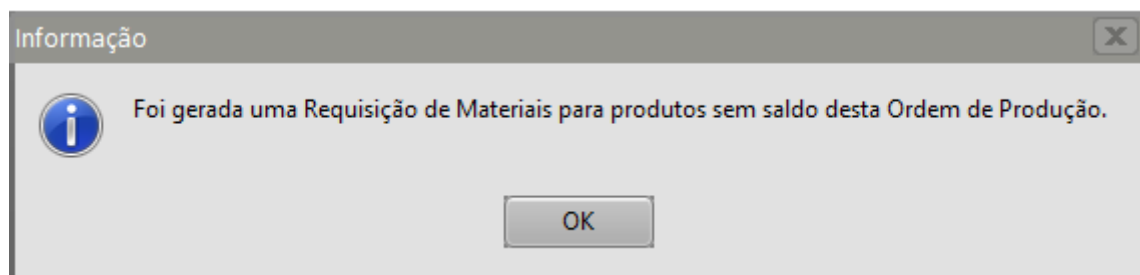 Informação
Foi gerada uma Requisição de Materiais para produtos sem saldo desta Ordem de Produção.
OK